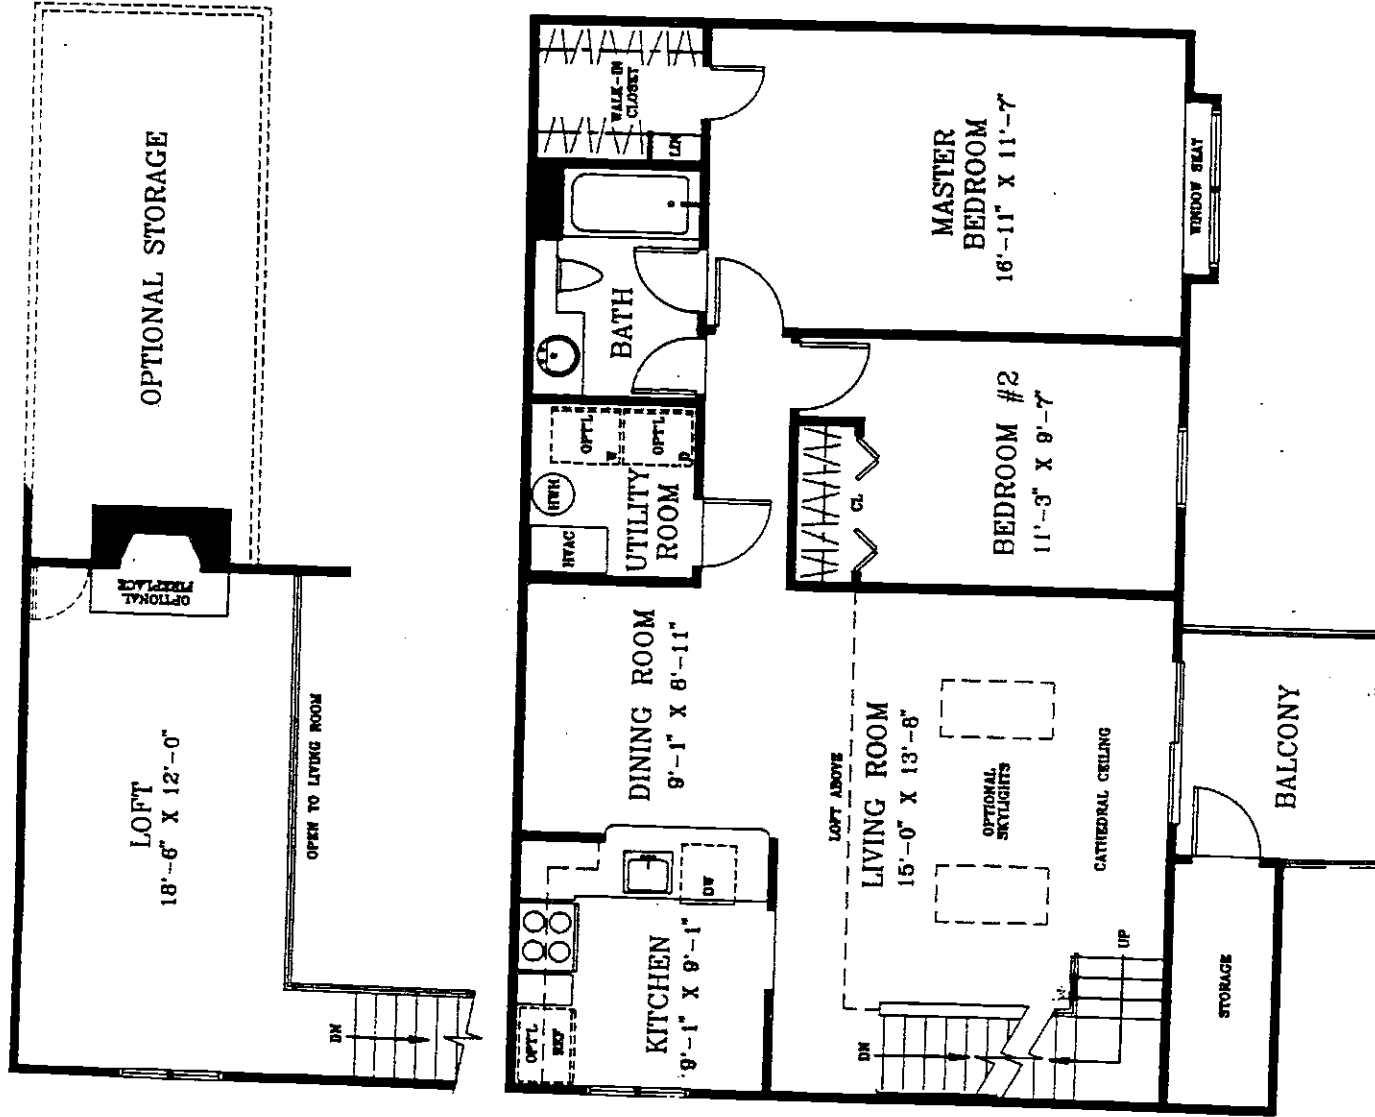 OPTIONAL STORAGE
OPTIONAL
FIREPLACE
LOFT
18'-6" X 12'-0"
OPEN TO LIVING ROOM
DN
WALK-IN
CLOSET
LIN
MASTER
BEDROOM
16'-11" X 11'-7"
WINDOW SEAT
BATH
BEDROOM #2
11'-3" X 9'-7"
CL
OPT'L
W
OPT'L
D
HWH
HVAC
UTILITY
ROOM
DINING ROOM
9'-1" X 8'-11"
LOFT ABOVE
LIVING ROOM
15'-0" X 13'-8"
OPTIONAL
SKYLIGHTS
CATHEDRAL CEILING
BALCONY
DW
KITCHEN
9'-1" X 9'-1"
OPT'L
REF
DN
UP
STORAGE